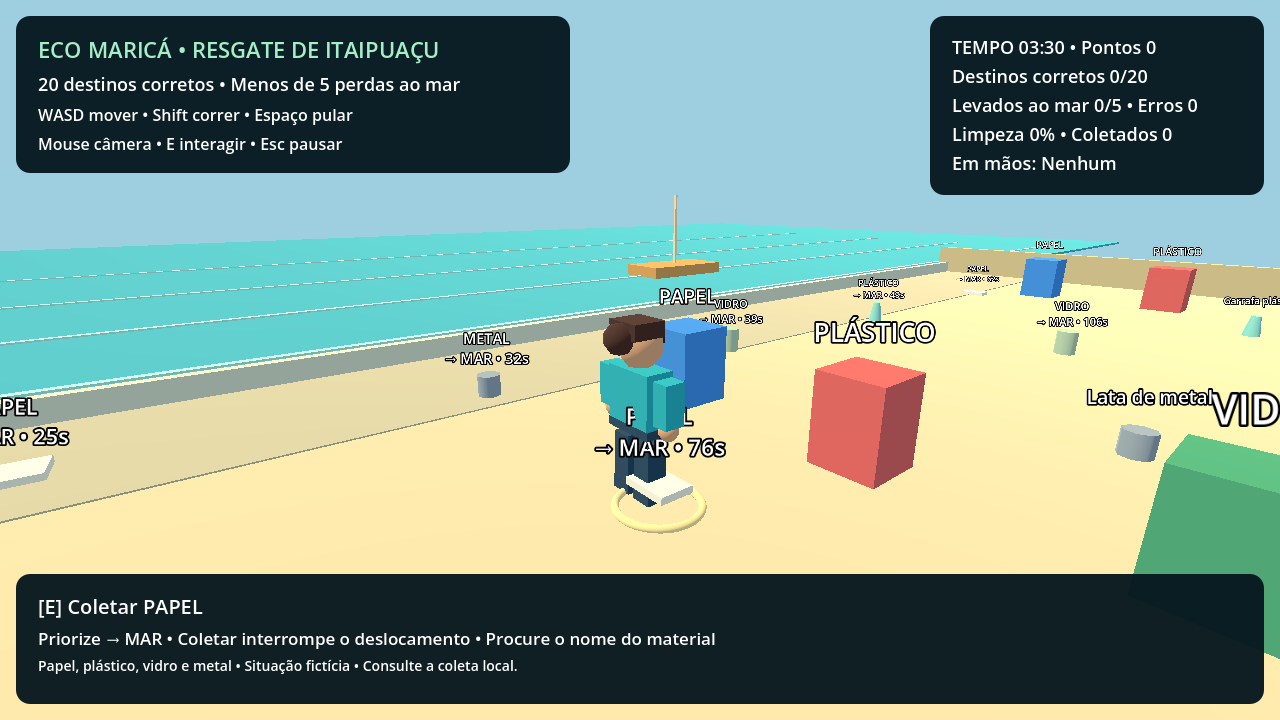 ECO MARICÁ • RESGATE DE ITAIPUAÇU
20 destinos corretos • Menos de 5 perdas ao mar
WASD mover • Shift correr • Espaço pular
Mouse câmera • E interagir • Esc pausar
TEMPO 03:30 • Pontos 0
Destinos corretos 0/20
Levados ao mar 0/5 • Erros 0
Limpeza 0% • Coletados 0
Em mãos: Nenhum
PAPEL
PLÁSTICO
PAPEL
PLÁSTICO
→ MAR • 43s
Garrafa plás
PAPEL
VIDRO
→ MAR • 39s
VIDRO
→ MAR • 106s
METAL
→ MAR • 32s
PLÁSTICO
Lata de metal
VID
PEL
R • 25s
→ MAR • 76s
[E] Coletar PAPEL
Priorize → MAR • Coletar interrompe o deslocamento • Procure o nome do material
Papel, plástico, vidro e metal • Situação fictícia • Consulte a coleta local.